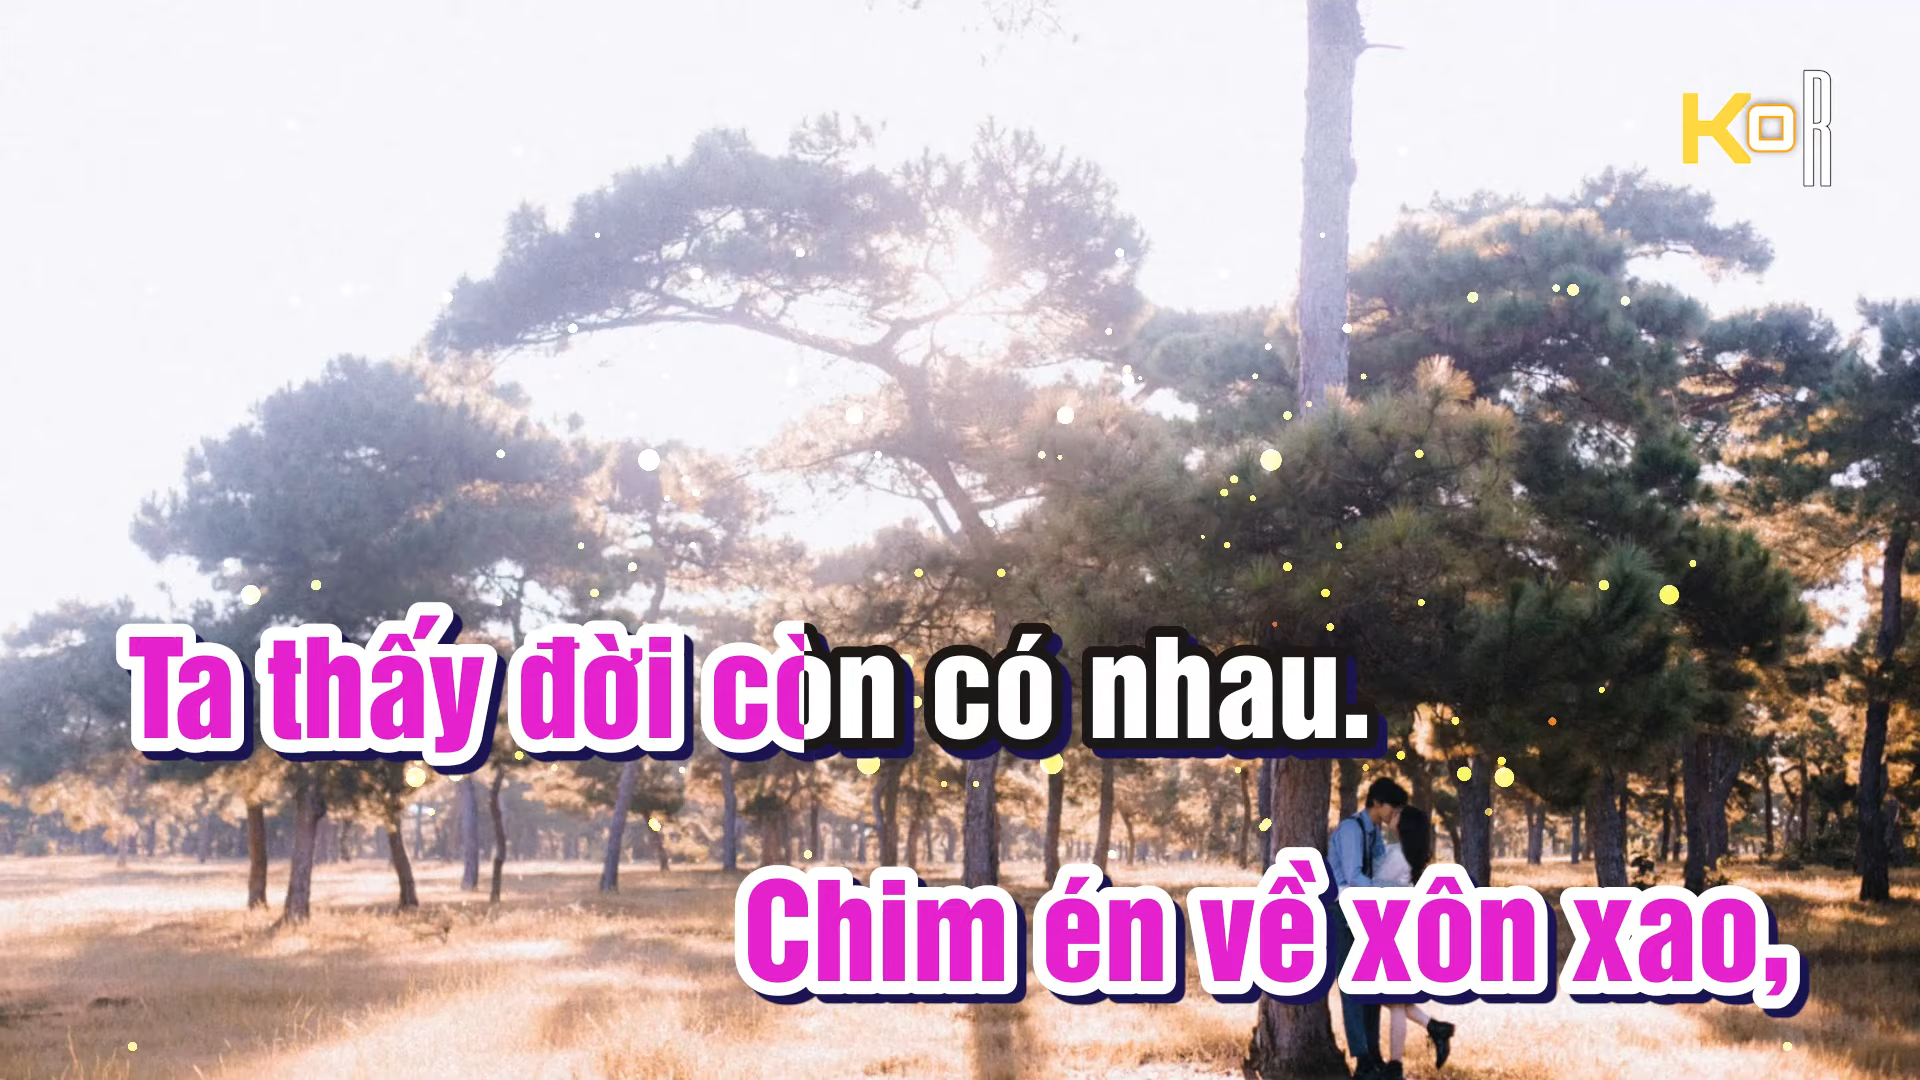 KOR
Ta thấy đời còn có nhau.
Chim én về xôn xao,